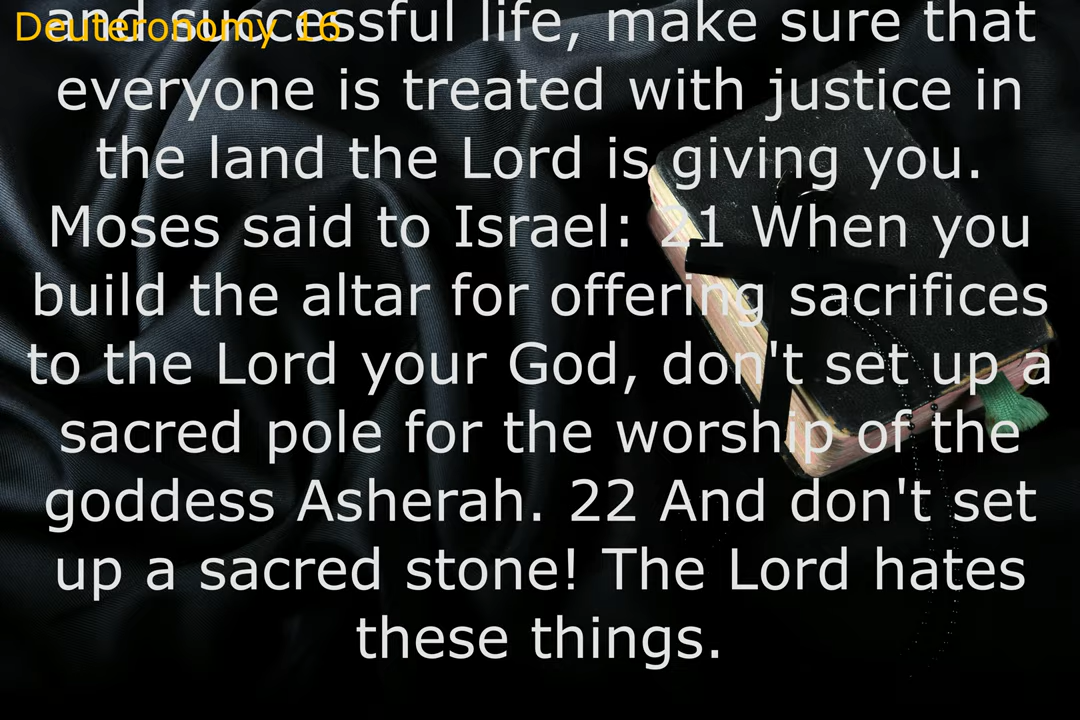 Deuteronomy 16
and successful life, make sure that
everyone is treated with justice in
the land the Lord is giving you.
Moses said to Israel: 21 When you
build the altar for offering sacrifices
to the Lord your God, don't set up a
sacred pole for the worship of the
goddess Asherah. 22 And don't set
up a sacred stone! The Lord hates
these things.